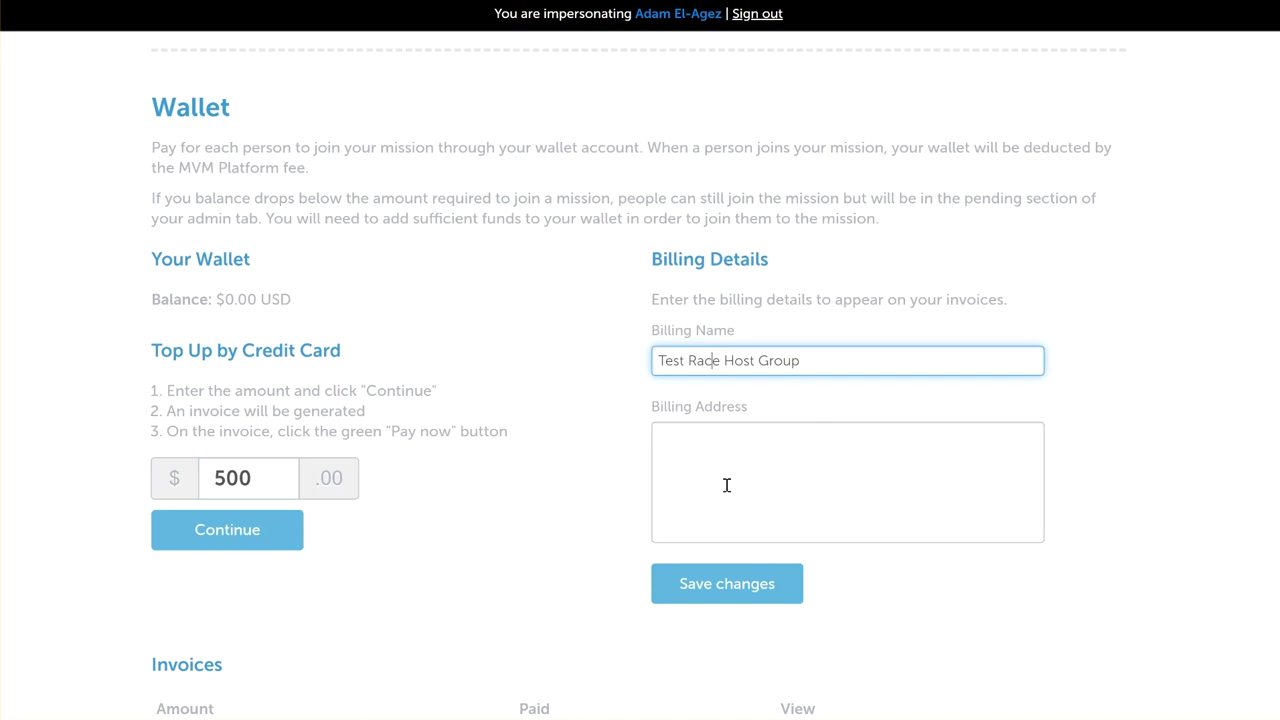 You are impersonating Adam El-Agez | Sign out
Wallet
Pay for each person to join your mission through your wallet account. When a person joins your mission, your wallet will be deducted by
the MVM Platform fee.
If you balance drops below the amount required to join a mission, people can still join the mission but will be in the pending section of
your admin tab. You will need to add sufficient funds to your wallet in order to join them to the mission.
Your Wallet
Balance: $0.00 USD
Top Up by Credit Card
1. Enter the amount and click "Continue"
2. An invoice will be generated
3. On the invoice, click the green "Pay now" button
$ 500 .00
Continue
Billing Details
Enter the billing details to appear on your invoices.
Billing Name
Test Race Host Group
Billing Address
Save changes
Invoices
Amount Paid View